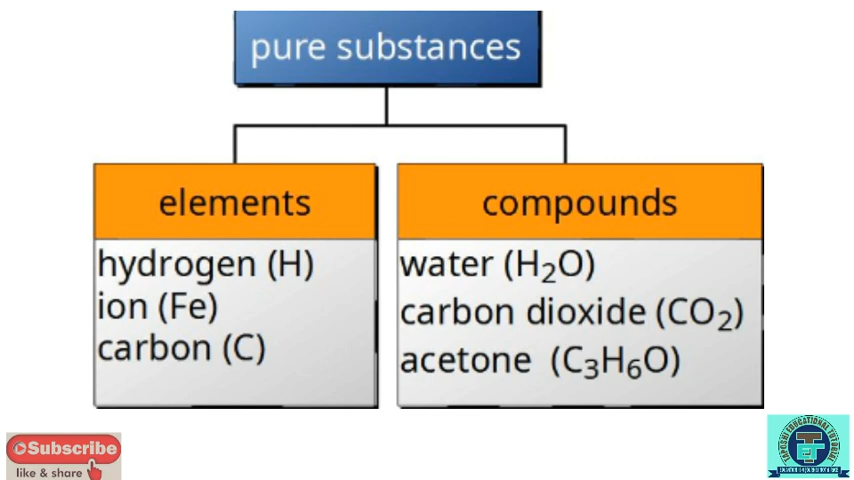 pure substances
elements
hydrogen (H)
ion (Fe)
carbon (C)
compounds
water (H₂O)
carbon dioxide (CO₂)
acetone (C₃H₆O)
Subscribe
like & share